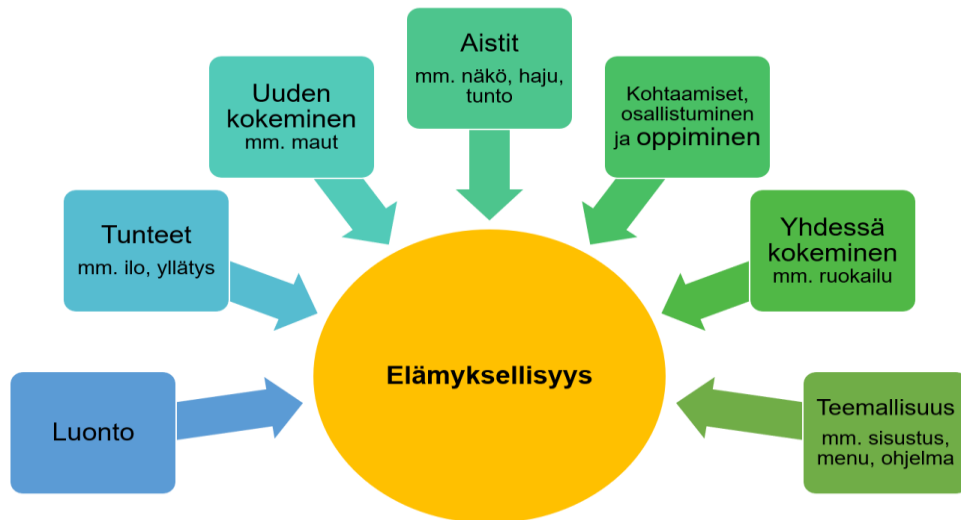 Aistit
mm. näkö, haju,
tunto
Uuden
kokeminen
mm. maut
Kohtaamiset,
osallistuminen
ja oppiminen
Tunteet
mm. ilo, yllätys
Yhdessä
kokeminen
mm. ruokailu
Elämyksellisyys
Luonto
Teemallisuus
mm. sisustus,
menu, ohjelma